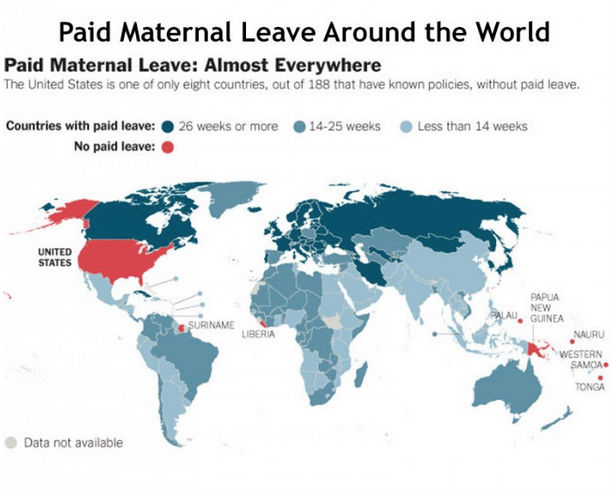 Paid Maternal Leave Around the World
Paid Maternal Leave: Almost Everywhere
The United States is one of only eight countries, out of 188 that have known policies, without paid leave.
Countries with paid leave: 26 weeks or more 14-25 weeks Less than 14 weeks
No paid leave:
UNITED
STATES
SURINAME
LIBERIA
PALAU
PAPUA
NEW
GUINEA
NAURU
WESTERN
SAMOA
TONGA
Data not available